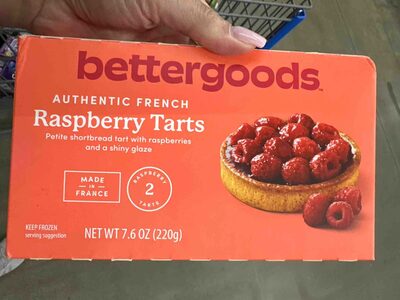 bettergoods
AUTHENTIC FRENCH
Raspberry Tarts
Petite shortbread tart with raspberries
and a shiny glaze
MADE
IN
FRANCE
RASPBERRY
2
TARTS
KEEP FROZEN
serving suggestion
NET WT 7.6 OZ (220g)